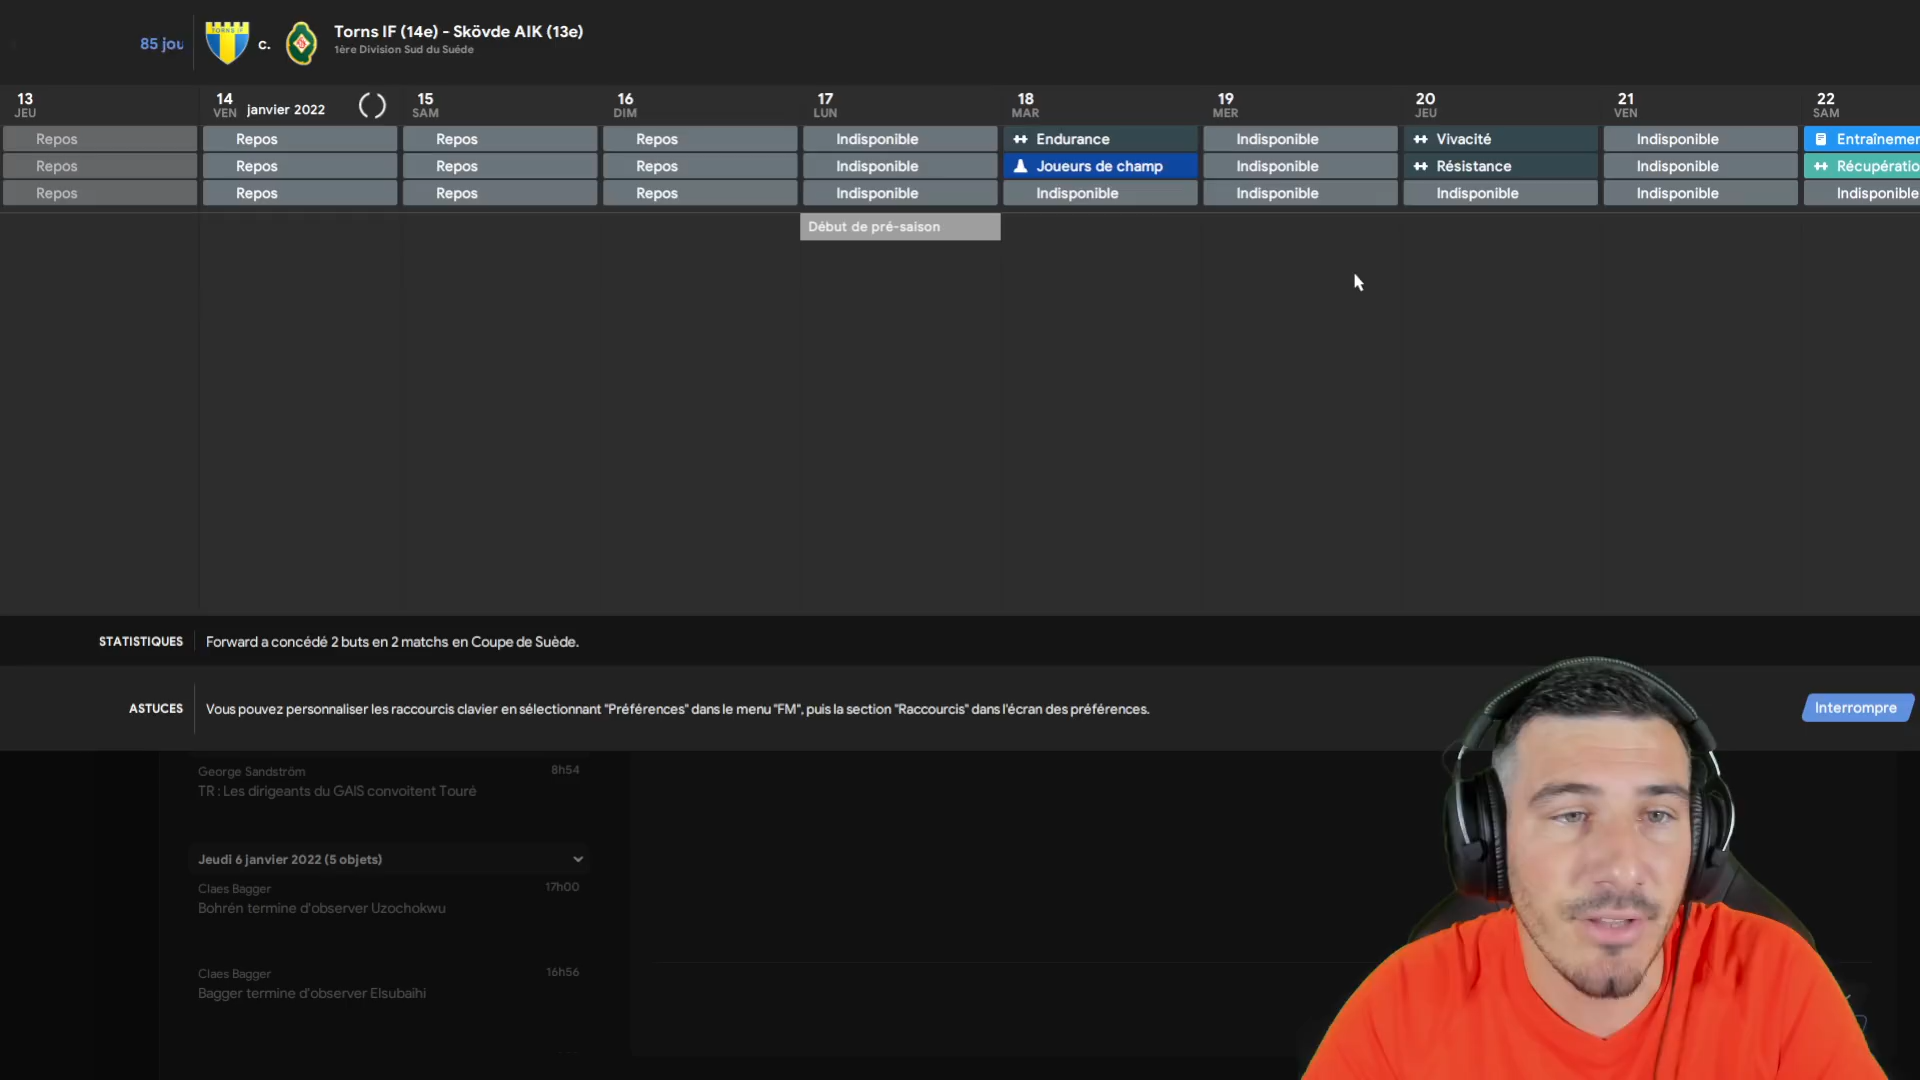 85 jou
TORNS IF
c.
Torns IF (14e) - Skövde AIK (13e)
1ère Division Sud du Suède
13
JEU
14
VEN
janvier 2022
15
SAM
16
DIM
17
LUN
18
MAR
19
MER
20
JEU
21
VEN
22
SAM
Repos
Repos
Repos
Repos
Indisponible
Endurance
Indisponible
Vivacité
Indisponible
Entraînemer
Repos
Repos
Repos
Repos
Indisponible
Joueurs de champ
Indisponible
Résistance
Indisponible
Récupératio
Repos
Repos
Repos
Repos
Indisponible
Indisponible
Indisponible
Indisponible
Indisponible
Indisponible
Début de pré-saison
STATISTIQUES
Forward a concédé 2 buts en 2 matchs en Coupe de Suède.
ASTUCES
Vous pouvez personnaliser les raccourcis clavier en sélectionnant "Préférences" dans le menu "FM", puis la section "Raccourcis" dans l'écran des préférences.
Interrompre
George Sandström
8h54
TR : Les dirigeants du GAIS convoitent Touré
Jeudi 6 janvier 2022 (5 objets)
Claes Bagger
17h00
Bohrén termine d'observer Uzochokwu
Claes Bagger
16h56
Bagger termine d'observer Elsubaihi